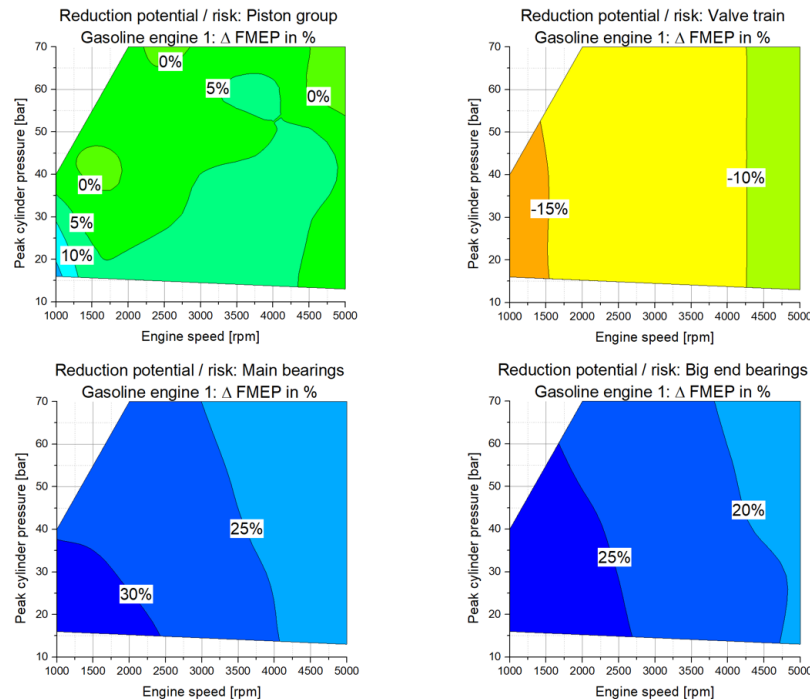 Reduction potential / risk: Piston group
Gasoline engine 1: Δ FMEP in %
Peak cylinder pressure [bar]
70
60
50
40
30
20
10
0%
5%
0%
0%
5%
10%
1000 1500 2000 2500 3000 3500 4000 4500 5000
Engine speed [rpm]
Reduction potential / risk: Valve train
Gasoline engine 1: Δ FMEP in %
Peak cylinder pressure [bar]
70
60
50
40
30
20
10
-10%
-15%
1000 1500 2000 2500 3000 3500 4000 4500 5000
Engine speed [rpm]
Reduction potential / risk: Main bearings
Gasoline engine 1: Δ FMEP in %
Peak cylinder pressure [bar]
70
60
50
40
30
20
10
25%
30%
1000 1500 2000 2500 3000 3500 4000 4500 5000
Engine speed [rpm]
Reduction potential / risk: Big end bearings
Gasoline engine 1: Δ FMEP in %
Peak cylinder pressure [bar]
70
60
50
40
30
20
10
20%
25%
1000 1500 2000 2500 3000 3500 4000 4500 5000
Engine speed [rpm]